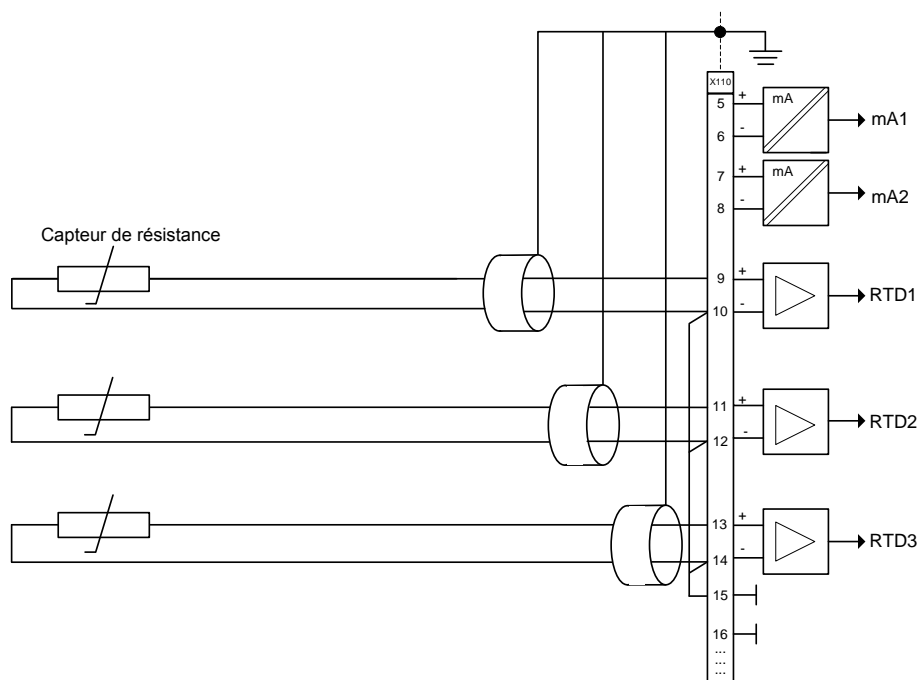 X110
5 + mA
mA1
6 -
7 + mA
mA2
8 -
Capteur de résistance
9 +
RTD1
10 -
11 +
RTD2
12 -
13 +
RTD3
14 -
15
16
...
...
...